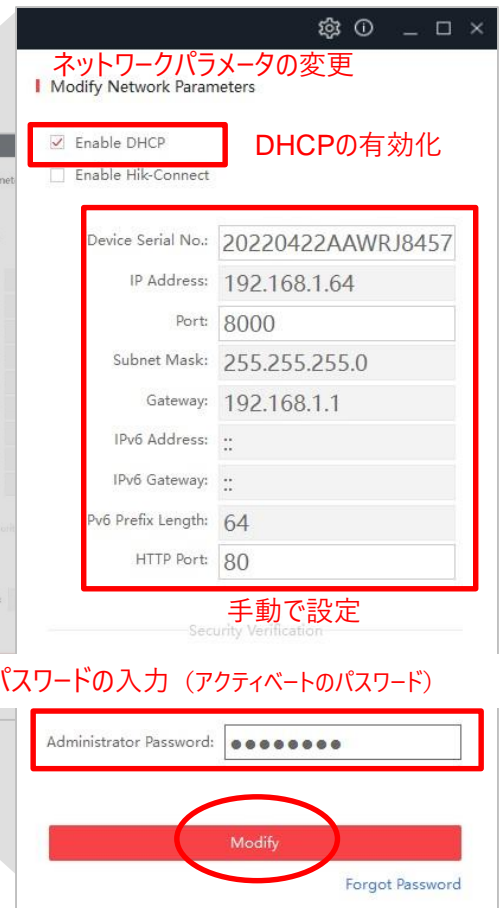 ネットワークパラメータの変更
Modify Network Parameters
Enable DHCP
DHCPの有効化
Enable Hik-Connect
Device Serial No.: 20220422AAWRJ8457
IP Address: 192.168.1.64
Port: 8000
Subnet Mask: 255.255.255.0
Gateway: 192.168.1.1
IPv6 Address: ::
IPv6 Gateway: ::
Pv6 Prefix Length: 64
HTTP Port: 80
手動で設定
Security Verification
パスワードの入力（アクティベートのパスワード）
Administrator Password: ●●●●●●●●
Modify
Forgot Password